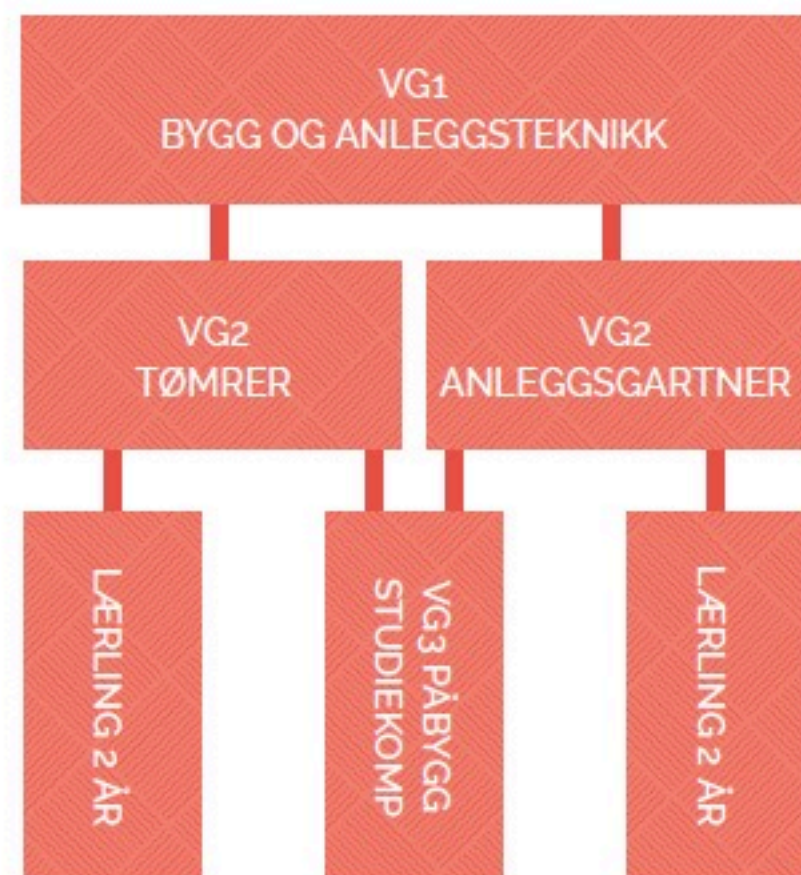 VG1
BYGG OG ANLEGGSTEKNIKK
VG2
TØMRER
VG2
ANLEGGSGARTNER
LÆRLING 2 ÅR
VG3 PÅBYGG
STUDIEKOMP
LÆRLING 2 ÅR